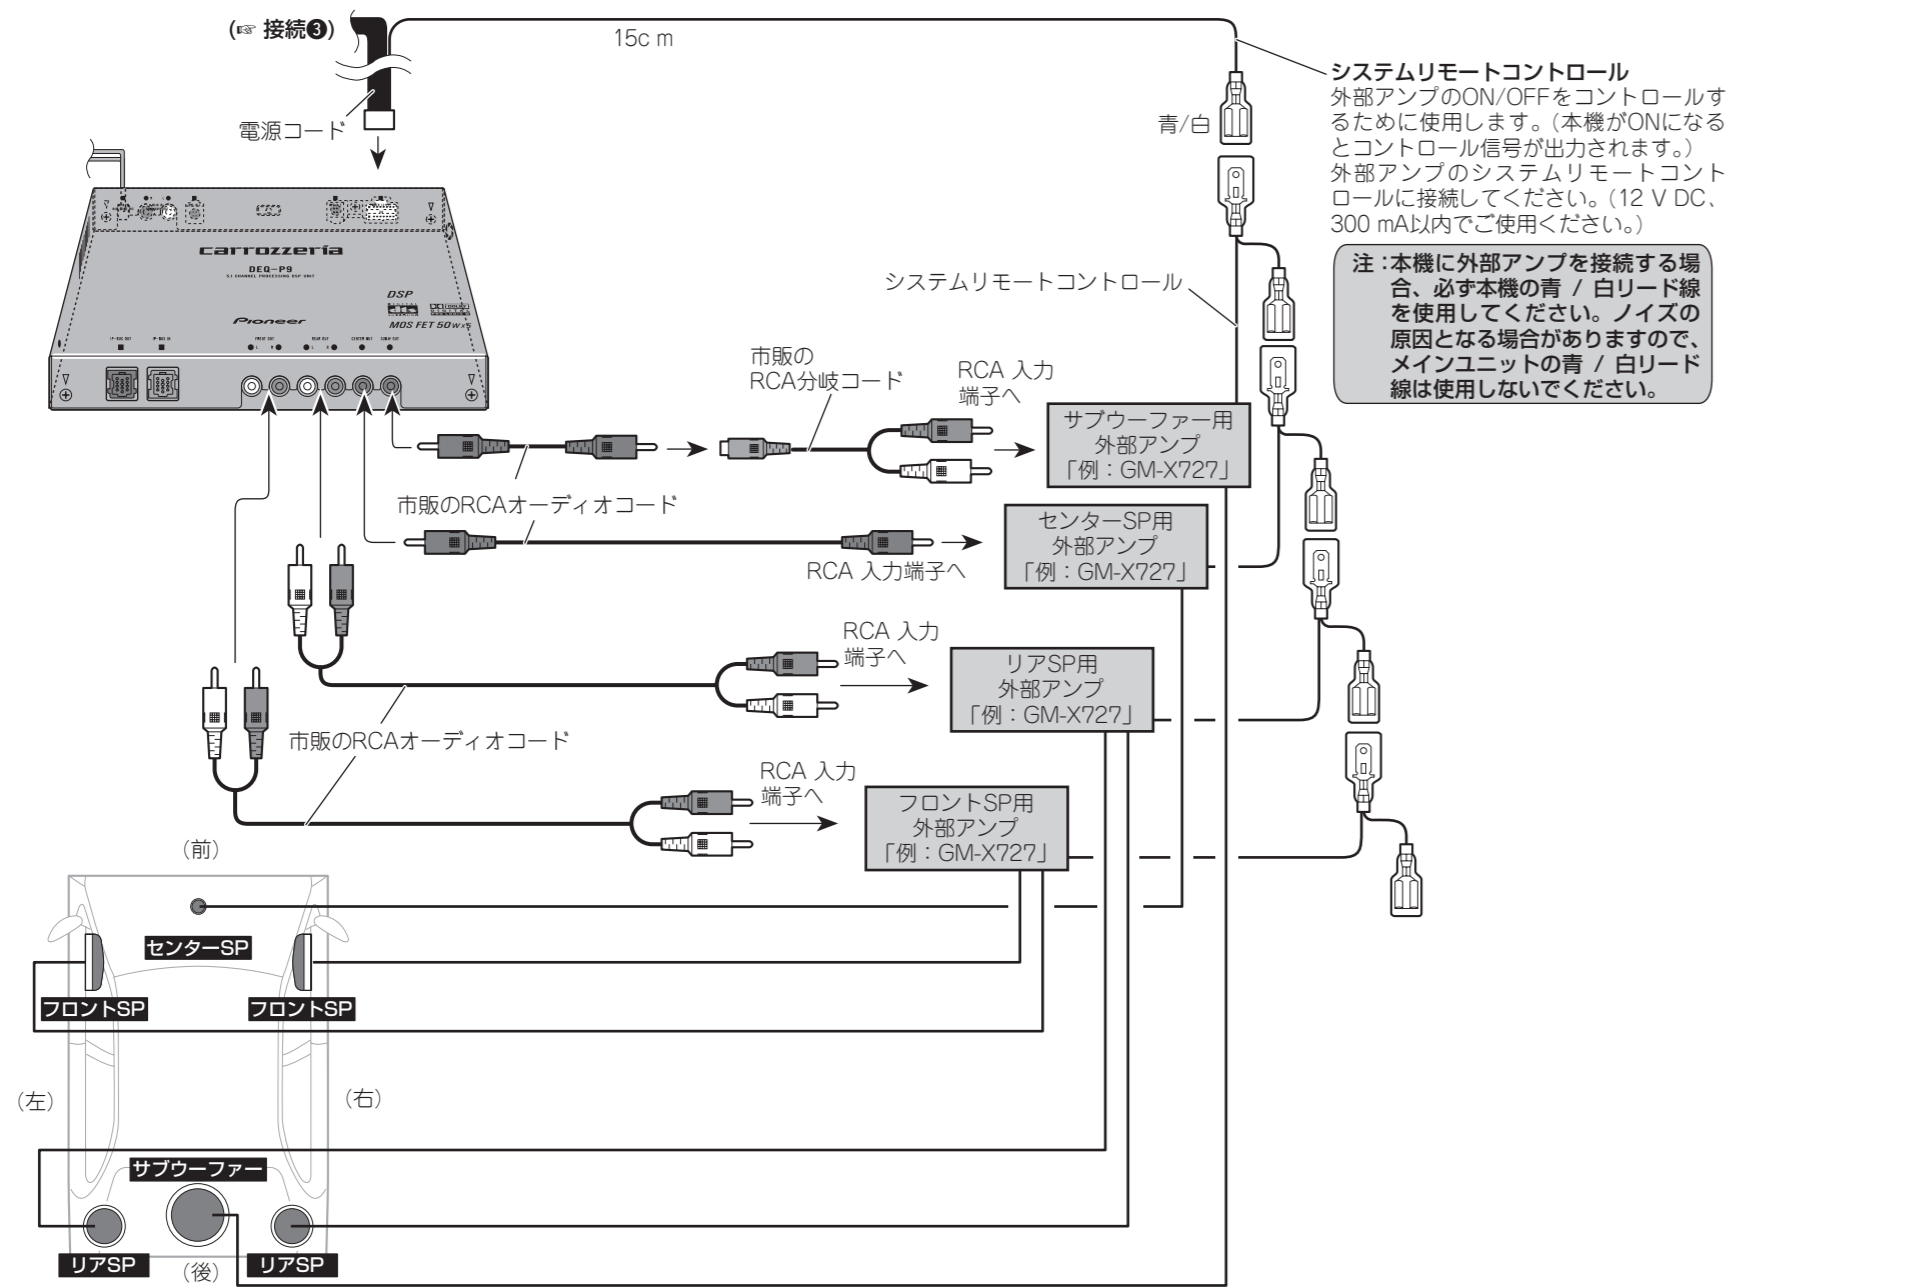 (☞ 接続❸)
15c m
電源コード
青/白
システムリモートコントロール
外部アンプのON/OFFをコントロールす
るために使用します。（本機がONになる
とコントロール信号が出力されます。）
外部アンプのシステムリモートコント
ロールに接続してください。（12 V DC、
300 mA以内でご使用ください。）
注：本機に外部アンプを接続する場
合、必ず本機の青 / 白リード線
を使用してください。ノイズの
原因となる場合がありますので、
メインユニットの青 / 白リード
線は使用しないでください。
carrozzeria
DEQ-P9
5.1 CHANNEL PROCESSING DSP UNIT
DSP
Pioneer
MOS FET 50W×5
IP-BUS OUT
IP-BUS IN
FRONT OUT
REAR OUT
CENTER OUT
L
R
L
R
システムリモートコントロール
市販の
RCA分岐コード
RCA 入力
端子へ
サブウーファー用
外部アンプ
「例：GM-X727」
市販のRCAオーディオコード
RCA 入力端子へ
センターSP用
外部アンプ
「例：GM-X727」
RCA 入力
端子へ
リアSP用
外部アンプ
「例：GM-X727」
市販のRCAオーディオコード
RCA 入力
端子へ
フロントSP用
外部アンプ
「例：GM-X727」
（前）
センターSP
フロントSP
フロントSP
（左）
（右）
サブウーファー
リアSP
（後）
リアSP